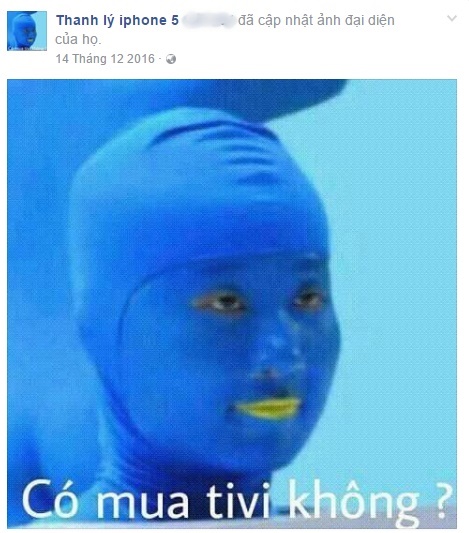 Thanh lý iphone 5 đã cập nhật ảnh đại diện
của họ.
14 Tháng 12 2016 ·
Có mua tivi không ?